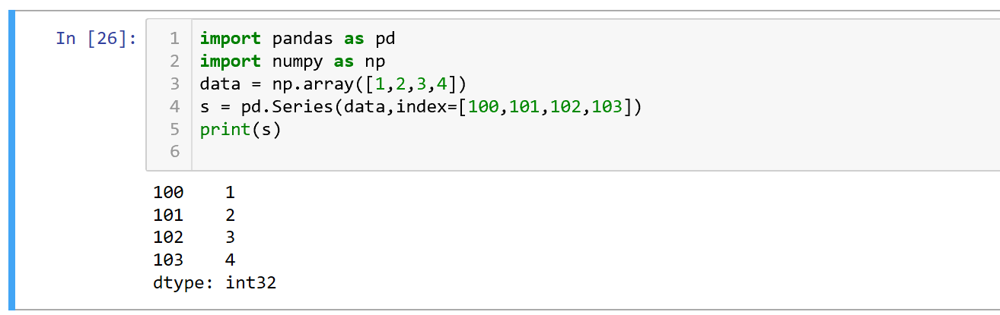 In [26]:
1 import pandas as pd
2 import numpy as np
3 data = np.array([1,2,3,4])
4 s = pd.Series(data,index=[100,101,102,103])
5 print(s)
6
100    1
101    2
102    3
103    4
dtype: int32